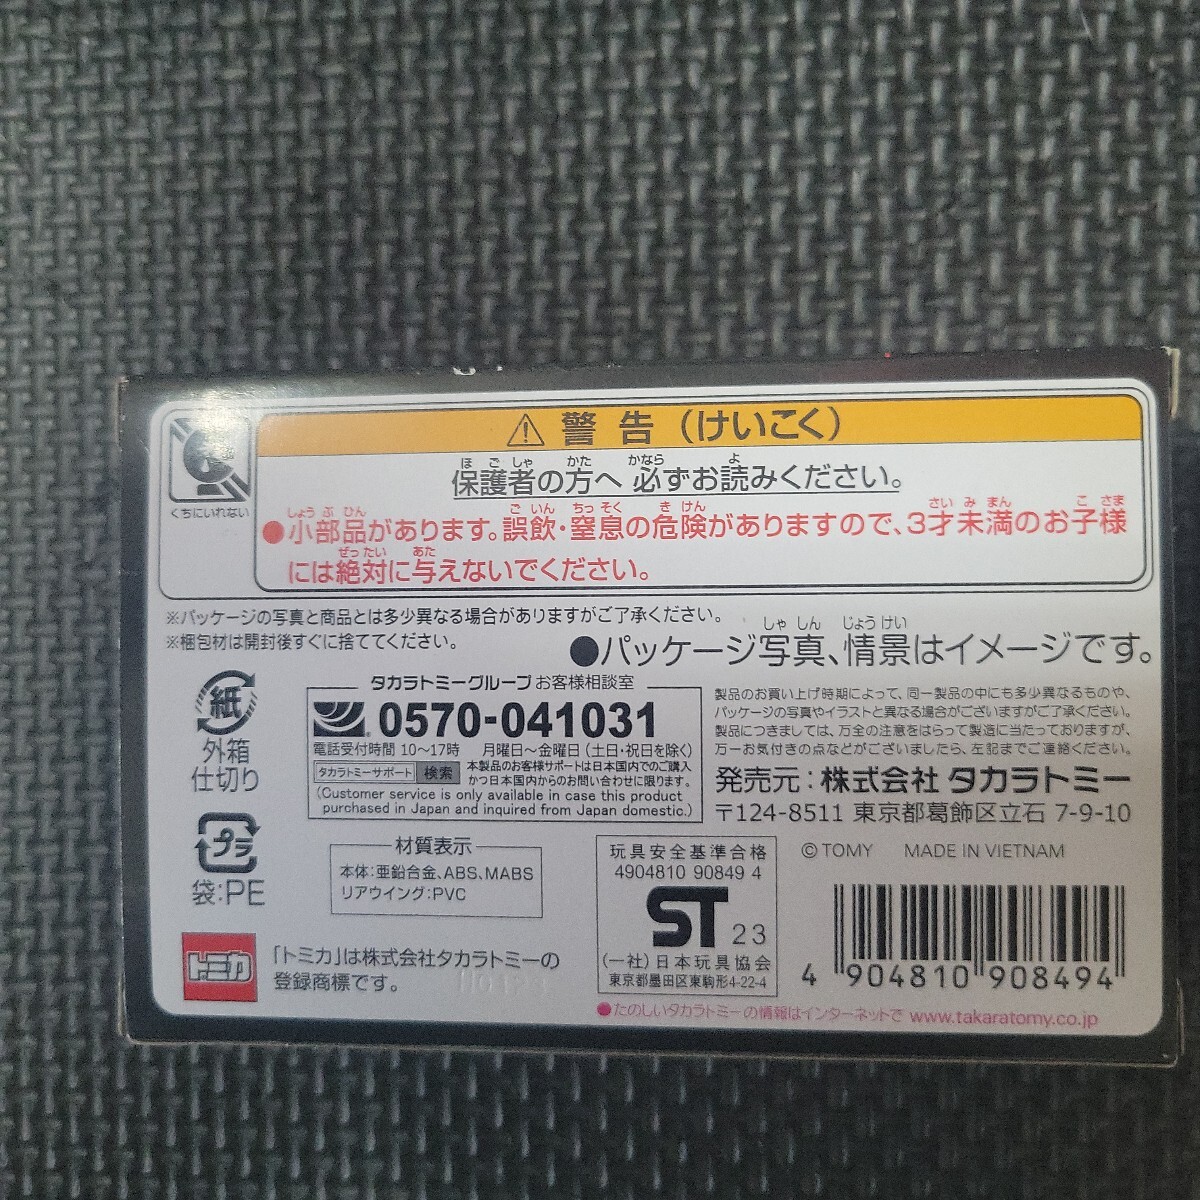 ⚠ 警告（けいこく）
保護者の方へ 必ずお読みください。
くちにいれない
●小部品があります。誤飲・窒息の危険がありますので、3才未満のお子様
には絶対に与えないでください。
※パッケージの写真と商品とは多少異なる場合がありますがご了承ください。
※梱包材は開封後すぐに捨ててください。
●パッケージ写真、情景はイメージです。
紙
外箱
仕切り
プラ
袋:PE
タカラトミーグループ お客様相談室
0570-041031
電話受付時間 10〜17時 月曜日〜金曜日（土日・祝日を除く）
タカラトミーサポート 検索
本製品のお客様サポートは日本国内でのご購入
かつ日本国内からのお問い合わせに限ります。
(Customer service is only available in case this product
purchased in Japan and inquired from Japan domestic.)
製品のお買い上げ時期によって、同一製品の中にも多少異なるものや、
パッケージの写真やイラストと異なる場合がございますがご了承ください。
製品につきましては、万全の注意をはらって製造に当たっておりますが、
万一お気付きの点などがございましたら、左記までご連絡ください。
発売元：株式会社 タカラトミー
〒124-8511 東京都葛飾区立石 7-9-10
材質表示
本体:亜鉛合金、ABS、MABS
リアウイング:PVC
玩具安全基準合格
4904810 90849 4
ST 23
(一社)日本玩具協会
東京都墨田区東駒形4-22-4
© TOMY MADE IN VIETNAM
4 904810 908494
トミカ
「トミカ」は株式会社タカラトミーの
登録商標です。
●たのしいタカラトミーの情報はインターネットで www.takaratomy.co.jp